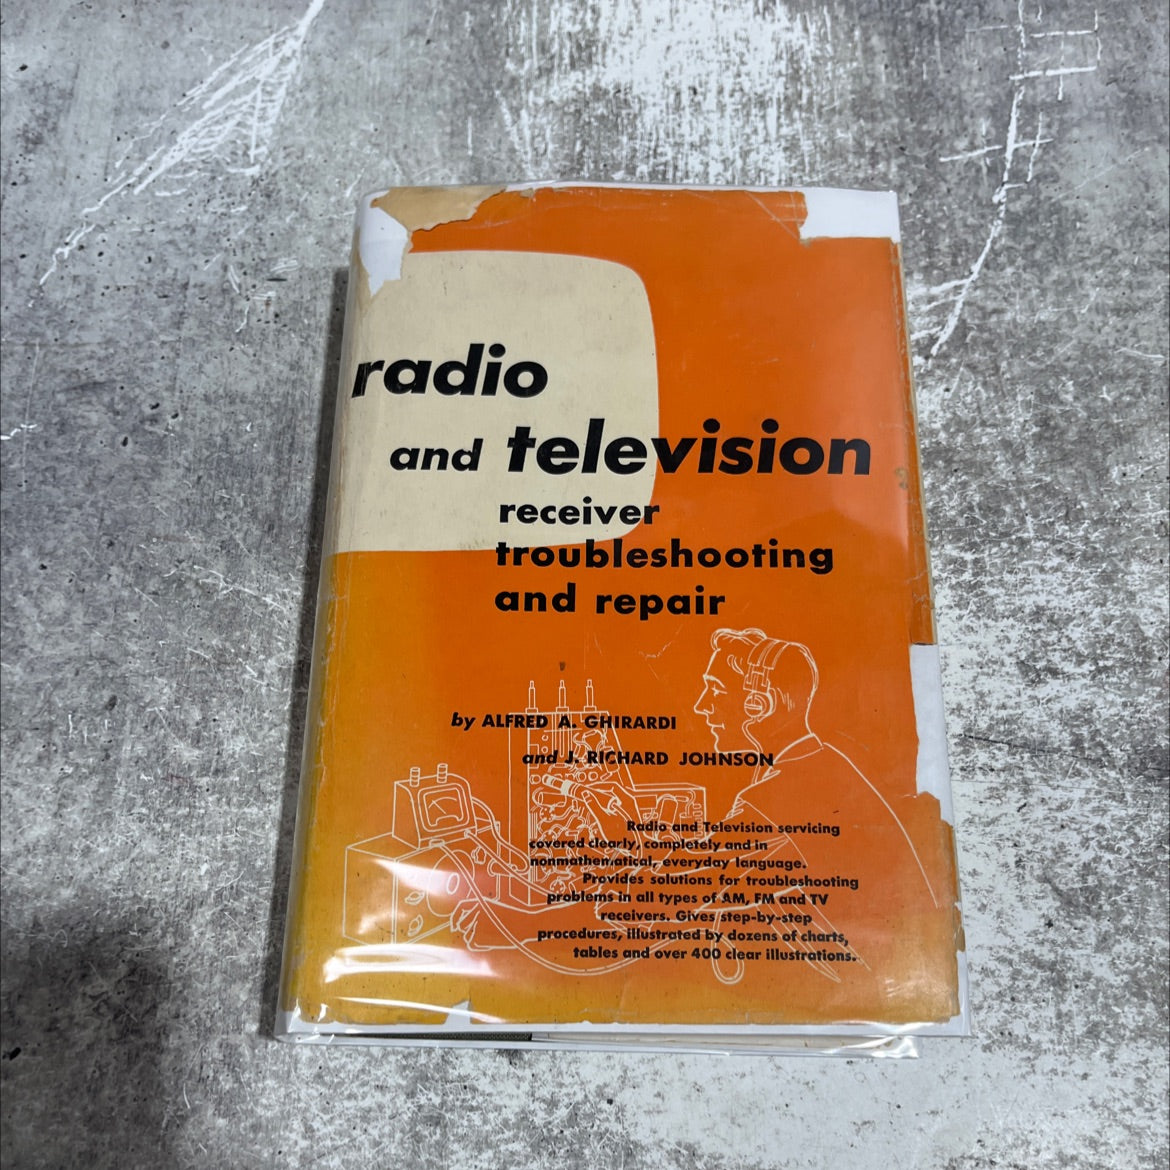 radio
and television
receiver
troubleshooting
and repair
by ALFRED A. GHIRARDI
and J. RICHARD JOHNSON
Radio and Television servicing
covered clearly, completely and in
nonmathematical, everyday language.
Provides solutions for troubleshooting
problems in all types of AM, FM and TV
receivers. Gives step-by-step
procedures, illustrated by dozens of charts,
tables and over 400 clear illustrations.